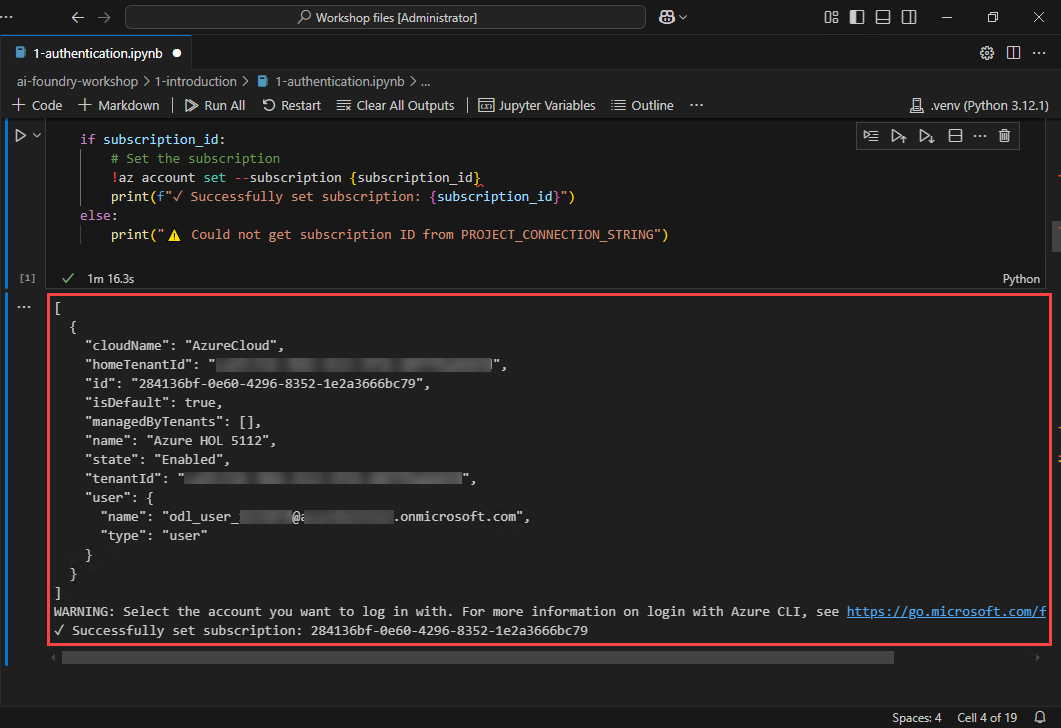 Workshop files [Administrator]
1-authentication.ipynb
ai-foundry-workshop > 1-introduction > 1-authentication.ipynb > ...
+ Code + Markdown Run All Restart Clear All Outputs Jupyter Variables Outline ... .venv (Python 3.12.1)
if subscription_id:
# Set the subscription
!az account set --subscription {subscription_id}
print(f"✓ Successfully set subscription: {subscription_id}")
else:
print("⚠ Could not get subscription ID from PROJECT_CONNECTION_STRING")
[1] ✓ 1m 16.3s Python
[
{
"cloudName": "AzureCloud",
"homeTenantId": "",
"id": "284136bf-0e60-4296-8352-1e2a3666bc79",
"isDefault": true,
"managedByTenants": [],
"name": "Azure HOL 5112",
"state": "Enabled",
"tenantId": "",
"user": {
"name": "odl_user_ @ .onmicrosoft.com",
"type": "user"
}
}
]
WARNING: Select the account you want to log in with. For more information on login with Azure CLI, see https://go.microsoft.com/f
✓ Successfully set subscription: 284136bf-0e60-4296-8352-1e2a3666bc79
Spaces: 4 Cell 4 of 19